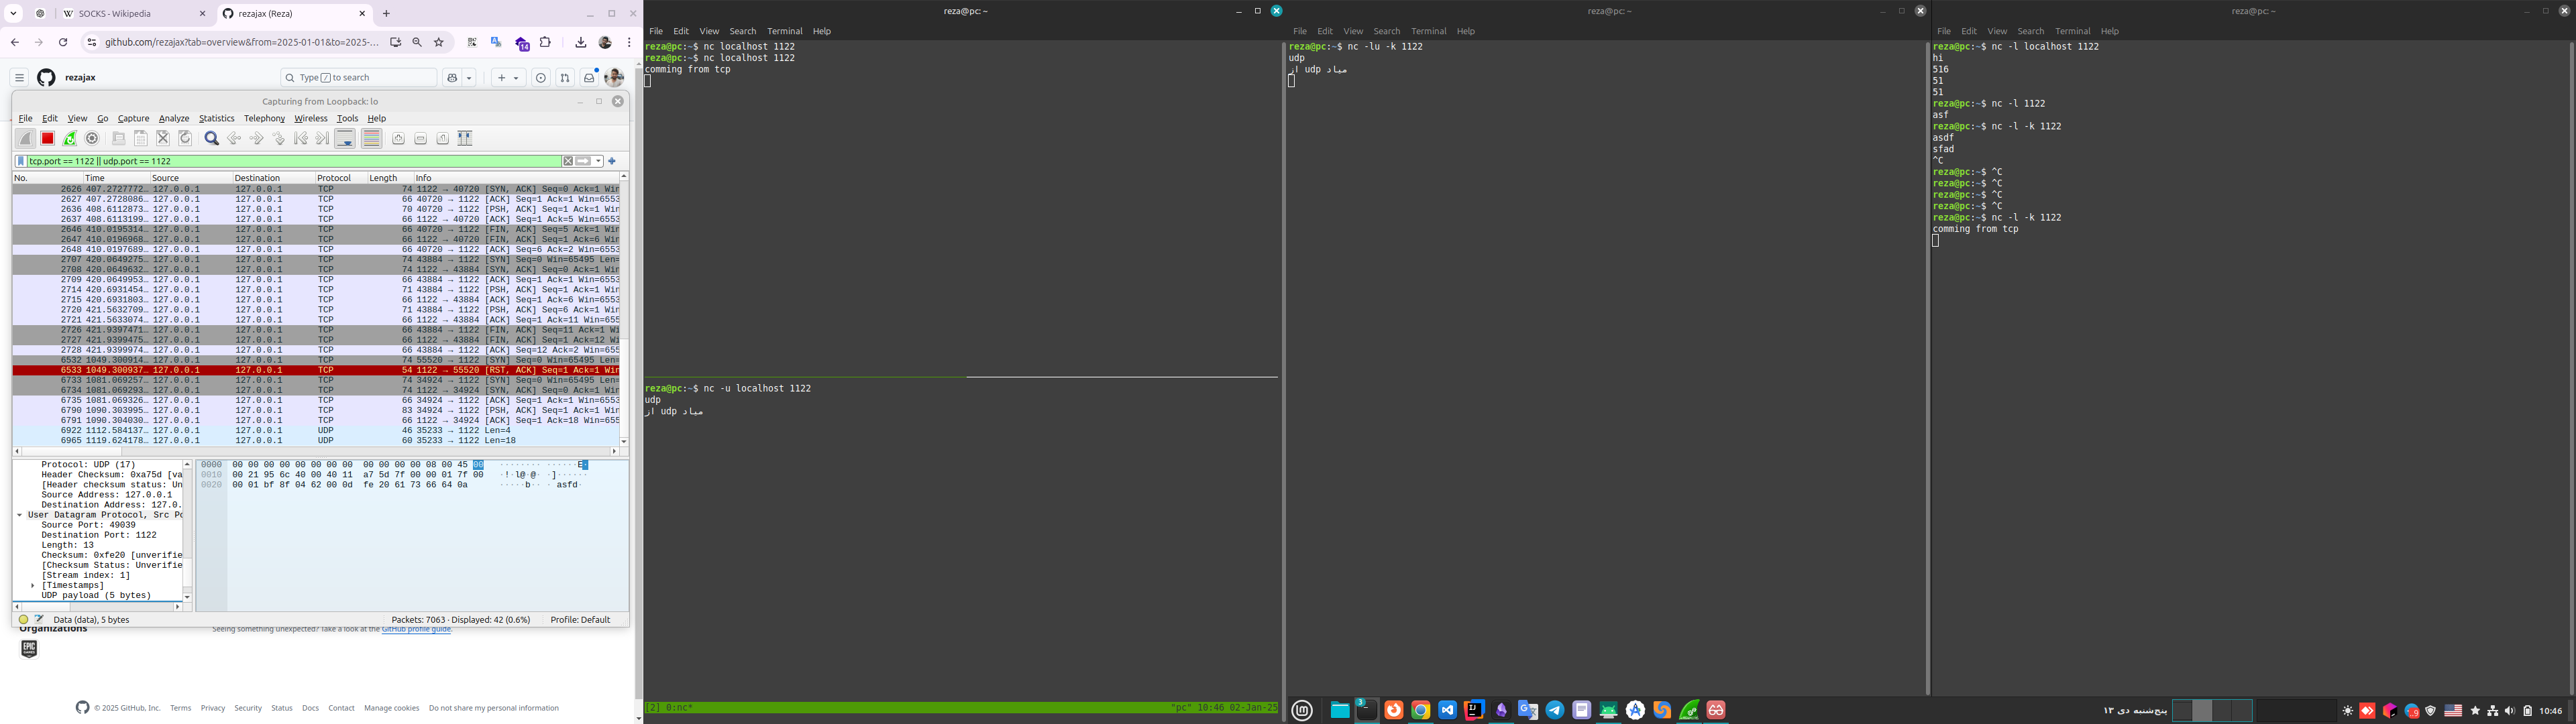 SOCKS - Wikipedia
rezajax (Reza)
github.com/rezajax?tab=overview&from=2025-01-01&to=2025-...
14
rezajax
Type / to search
Capturing from Loopback: lo
File Edit View Go Capture Analyze Statistics Telephony Wireless Tools Help
tcp.port == 1122 || udp.port == 1122
No. Time Source Destination Protocol Length Info
2626 407.2727772… 127.0.0.1 127.0.0.1 TCP 74 1122 → 40720 [SYN, ACK] Seq=0 Ack=1 Win
2627 407.2728086… 127.0.0.1 127.0.0.1 TCP 66 40720 → 1122 [ACK] Seq=1 Ack=1 Win=6553
2636 408.6112873… 127.0.0.1 127.0.0.1 TCP 70 40720 → 1122 [PSH, ACK] Seq=1 Ack=1 Win
2637 408.6113199… 127.0.0.1 127.0.0.1 TCP 66 1122 → 40720 [ACK] Seq=1 Ack=5 Win=6553
2646 410.0195314… 127.0.0.1 127.0.0.1 TCP 66 40720 → 1122 [FIN, ACK] Seq=5 Ack=1 Win
2647 410.0196968… 127.0.0.1 127.0.0.1 TCP 66 1122 → 40720 [FIN, ACK] Seq=1 Ack=6 Win
2648 410.0197689… 127.0.0.1 127.0.0.1 TCP 66 40720 → 1122 [ACK] Seq=6 Ack=2 Win=6553
2707 420.0649275… 127.0.0.1 127.0.0.1 TCP 74 43884 → 1122 [SYN] Seq=0 Win=65495 Len=
2708 420.0649632… 127.0.0.1 127.0.0.1 TCP 74 1122 → 43884 [SYN, ACK] Seq=0 Ack=1 Win
2709 420.0649953… 127.0.0.1 127.0.0.1 TCP 66 43884 → 1122 [ACK] Seq=1 Ack=1 Win=6553
2714 420.6931454… 127.0.0.1 127.0.0.1 TCP 71 43884 → 1122 [PSH, ACK] Seq=1 Ack=1 Win
2715 420.6931803… 127.0.0.1 127.0.0.1 TCP 66 1122 → 43884 [ACK] Seq=1 Ack=6 Win=6553
2720 421.5632709… 127.0.0.1 127.0.0.1 TCP 71 43884 → 1122 [PSH, ACK] Seq=6 Ack=1 Win
2721 421.5633074… 127.0.0.1 127.0.0.1 TCP 66 1122 → 43884 [ACK] Seq=1 Ack=11 Win=655
2726 421.9397471… 127.0.0.1 127.0.0.1 TCP 66 43884 → 1122 [FIN, ACK] Seq=11 Ack=1 Wi
2727 421.9399475… 127.0.0.1 127.0.0.1 TCP 66 1122 → 43884 [FIN, ACK] Seq=1 Ack=12 Wi
2728 421.9399974… 127.0.0.1 127.0.0.1 TCP 66 43884 → 1122 [ACK] Seq=12 Ack=2 Win=655
6532 1049.300914… 127.0.0.1 127.0.0.1 TCP 74 55520 → 1122 [SYN] Seq=0 Win=65495 Len=
6533 1049.300937… 127.0.0.1 127.0.0.1 TCP 54 1122 → 55520 [RST, ACK] Seq=1 Ack=1 Win
6733 1081.069257… 127.0.0.1 127.0.0.1 TCP 74 34924 → 1122 [SYN] Seq=0 Win=65495 Len=
6734 1081.069293… 127.0.0.1 127.0.0.1 TCP 74 1122 → 34924 [SYN, ACK] Seq=0 Ack=1 Win
6735 1081.069326… 127.0.0.1 127.0.0.1 TCP 66 34924 → 1122 [ACK] Seq=1 Ack=1 Win=6553
6790 1090.303995… 127.0.0.1 127.0.0.1 TCP 83 34924 → 1122 [PSH, ACK] Seq=1 Ack=1 Win
6791 1090.304030… 127.0.0.1 127.0.0.1 TCP 66 1122 → 34924 [ACK] Seq=1 Ack=18 Win=655
6922 1112.584137… 127.0.0.1 127.0.0.1 UDP 46 35233 → 1122 Len=4
6965 1119.624178… 127.0.0.1 127.0.0.1 UDP 60 35233 → 1122 Len=18
Protocol: UDP (17)
Header Checksum: 0xa75d [va
[Header checksum status: Un
Source Address: 127.0.0.1
Destination Address: 127.0.
User Datagram Protocol, Src Po
Source Port: 49039
Destination Port: 1122
Length: 13
Checksum: 0xfe20 [unverifie
[Checksum Status: Unverifie
[Stream index: 1]
[Timestamps]
UDP payload (5 bytes)
0000 00 00 00 00 00 00 00 00 00 00 00 00 08 00 45 00 ········ ······E·
0010 00 21 95 6c 40 00 40 11 a7 5d 7f 00 00 01 7f 00 ·!·l@·@· ·]······
0020 00 01 bf 8f 04 62 00 0d fe 20 61 73 66 64 0a ·····b·· · asfd·
Data (data), 5 bytes
Packets: 7063 · Displayed: 42 (0.6%)
Profile: Default
Organizations
Seeing something unexpected? Take a look at the GitHub profile guide.
EPIC GAMES
© 2025 GitHub, Inc. Terms Privacy Security Status Docs Contact Manage cookies Do not share my personal information
reza@pc: ~
File Edit View Search Terminal Help
reza@pc:~$ nc localhost 1122
reza@pc:~$ nc localhost 1122
comming from tcp
reza@pc:~$ nc -u localhost 1122
udp
از udp میاد
[2] 0:nc*
"pc" 10:46 02-Jan-25
reza@pc: ~
File Edit View Search Terminal Help
reza@pc:~$ nc -lu -k 1122
udp
از udp میاد
reza@pc: ~
File Edit View Search Terminal Help
reza@pc:~$ nc -l localhost 1122
hi
516
51
51
reza@pc:~$ nc -l 1122
asf
reza@pc:~$ nc -l -k 1122
asdf
sfad
^C
reza@pc:~$ ^C
reza@pc:~$ ^C
reza@pc:~$ ^C
reza@pc:~$ ^C
reza@pc:~$ nc -l -k 1122
comming from tcp
3
پنج‌شنبه دی ۱۳
10:46